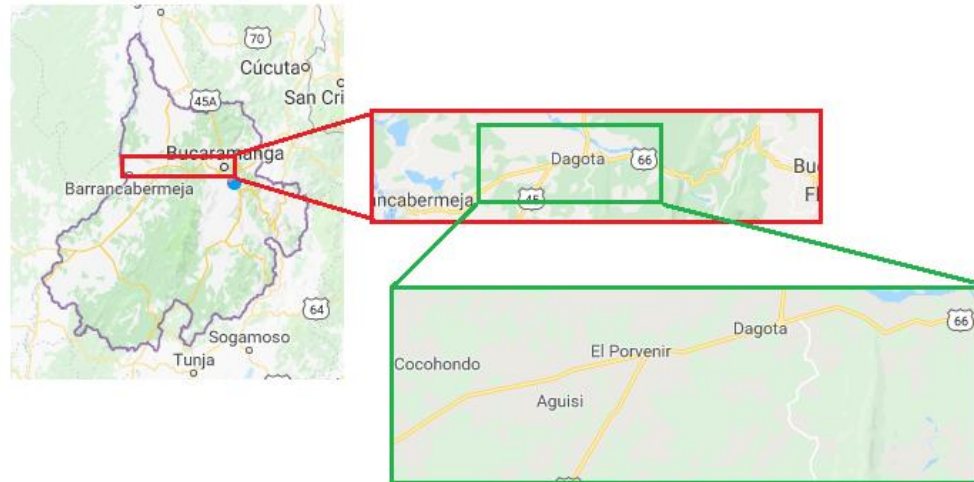 70
Cúcuta
San Cri
45A
Bucaramanga
Barrancabermeja
64
Sogamoso
Tunja
Dagota
66
Bu
ncabermeja
45
Fl
66
Dagota
El Porvenir
Cocohondo
Aguisi